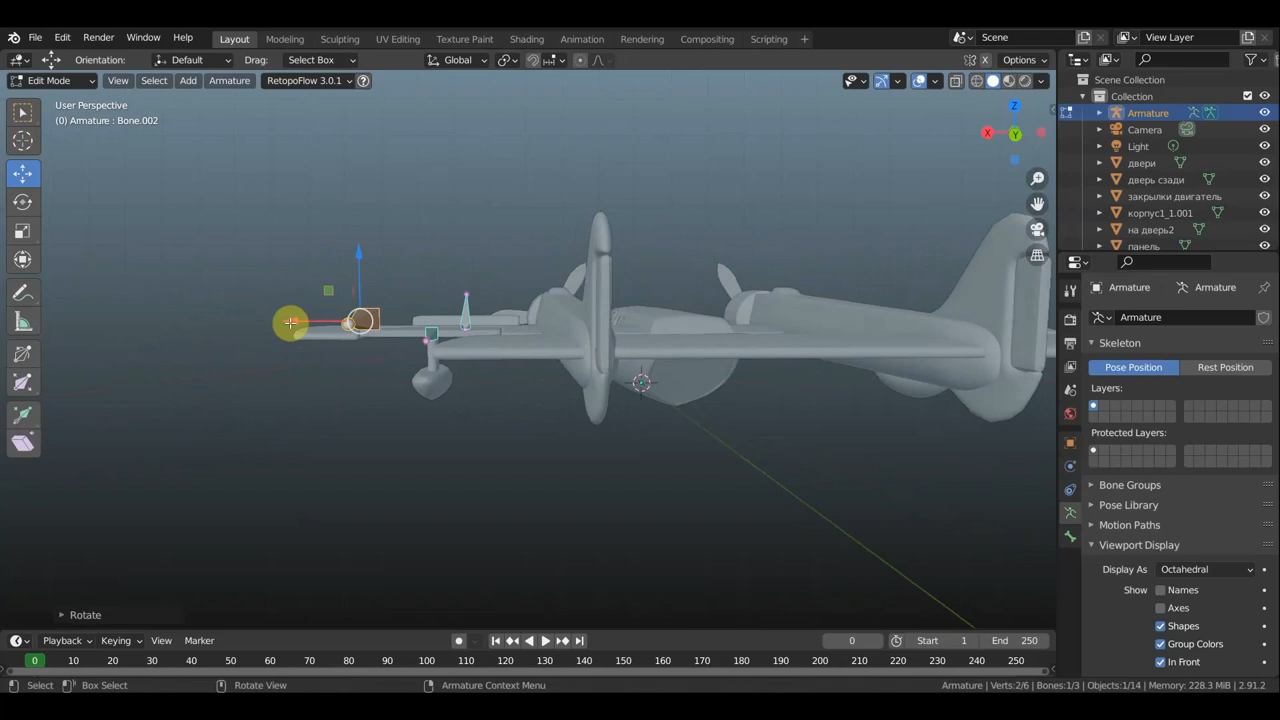 File Edit Render Window Help Layout Modeling Sculpting UV Editing Texture Paint Shading Animation Rendering Compositing Scripting + Scene View Layer
Orientation: Default Drag: Select Box Global X Options
Edit Mode View Select Add Armature RetopoFlow 3.0.1 ?
User Perspective
(0) Armature : Bone.002
Z
X
Y
Scene Collection
Collection
Armature
Camera
Light
двери
дверь сзади
закрылки двигатель
корпус1_1.001
на дверь2
панель
Armature Armature
Armature
Skeleton
Pose Position Rest Position
Layers:
Protected Layers:
Bone Groups
Pose Library
Motion Paths
Viewport Display
Display As Octahedral
Show Names
Axes
Shapes
Group Colors
In Front
Rotate
Playback Keying View Marker 0 Start 1 End 250
0 10 20 30 40 50 60 70 80 90 100 110 120 130 140 150 160 170 180 190 200 210 220 230 240 250
Select Box Select Rotate View Armature Context Menu Armature | Verts:2/6 | Bones:1/3 | Objects:1/14 | Memory: 228.3 MiB | 2.91.2